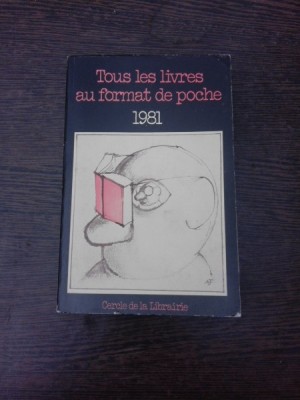 Tous les livres
au format de poche
1981
Cercle de la Librairie